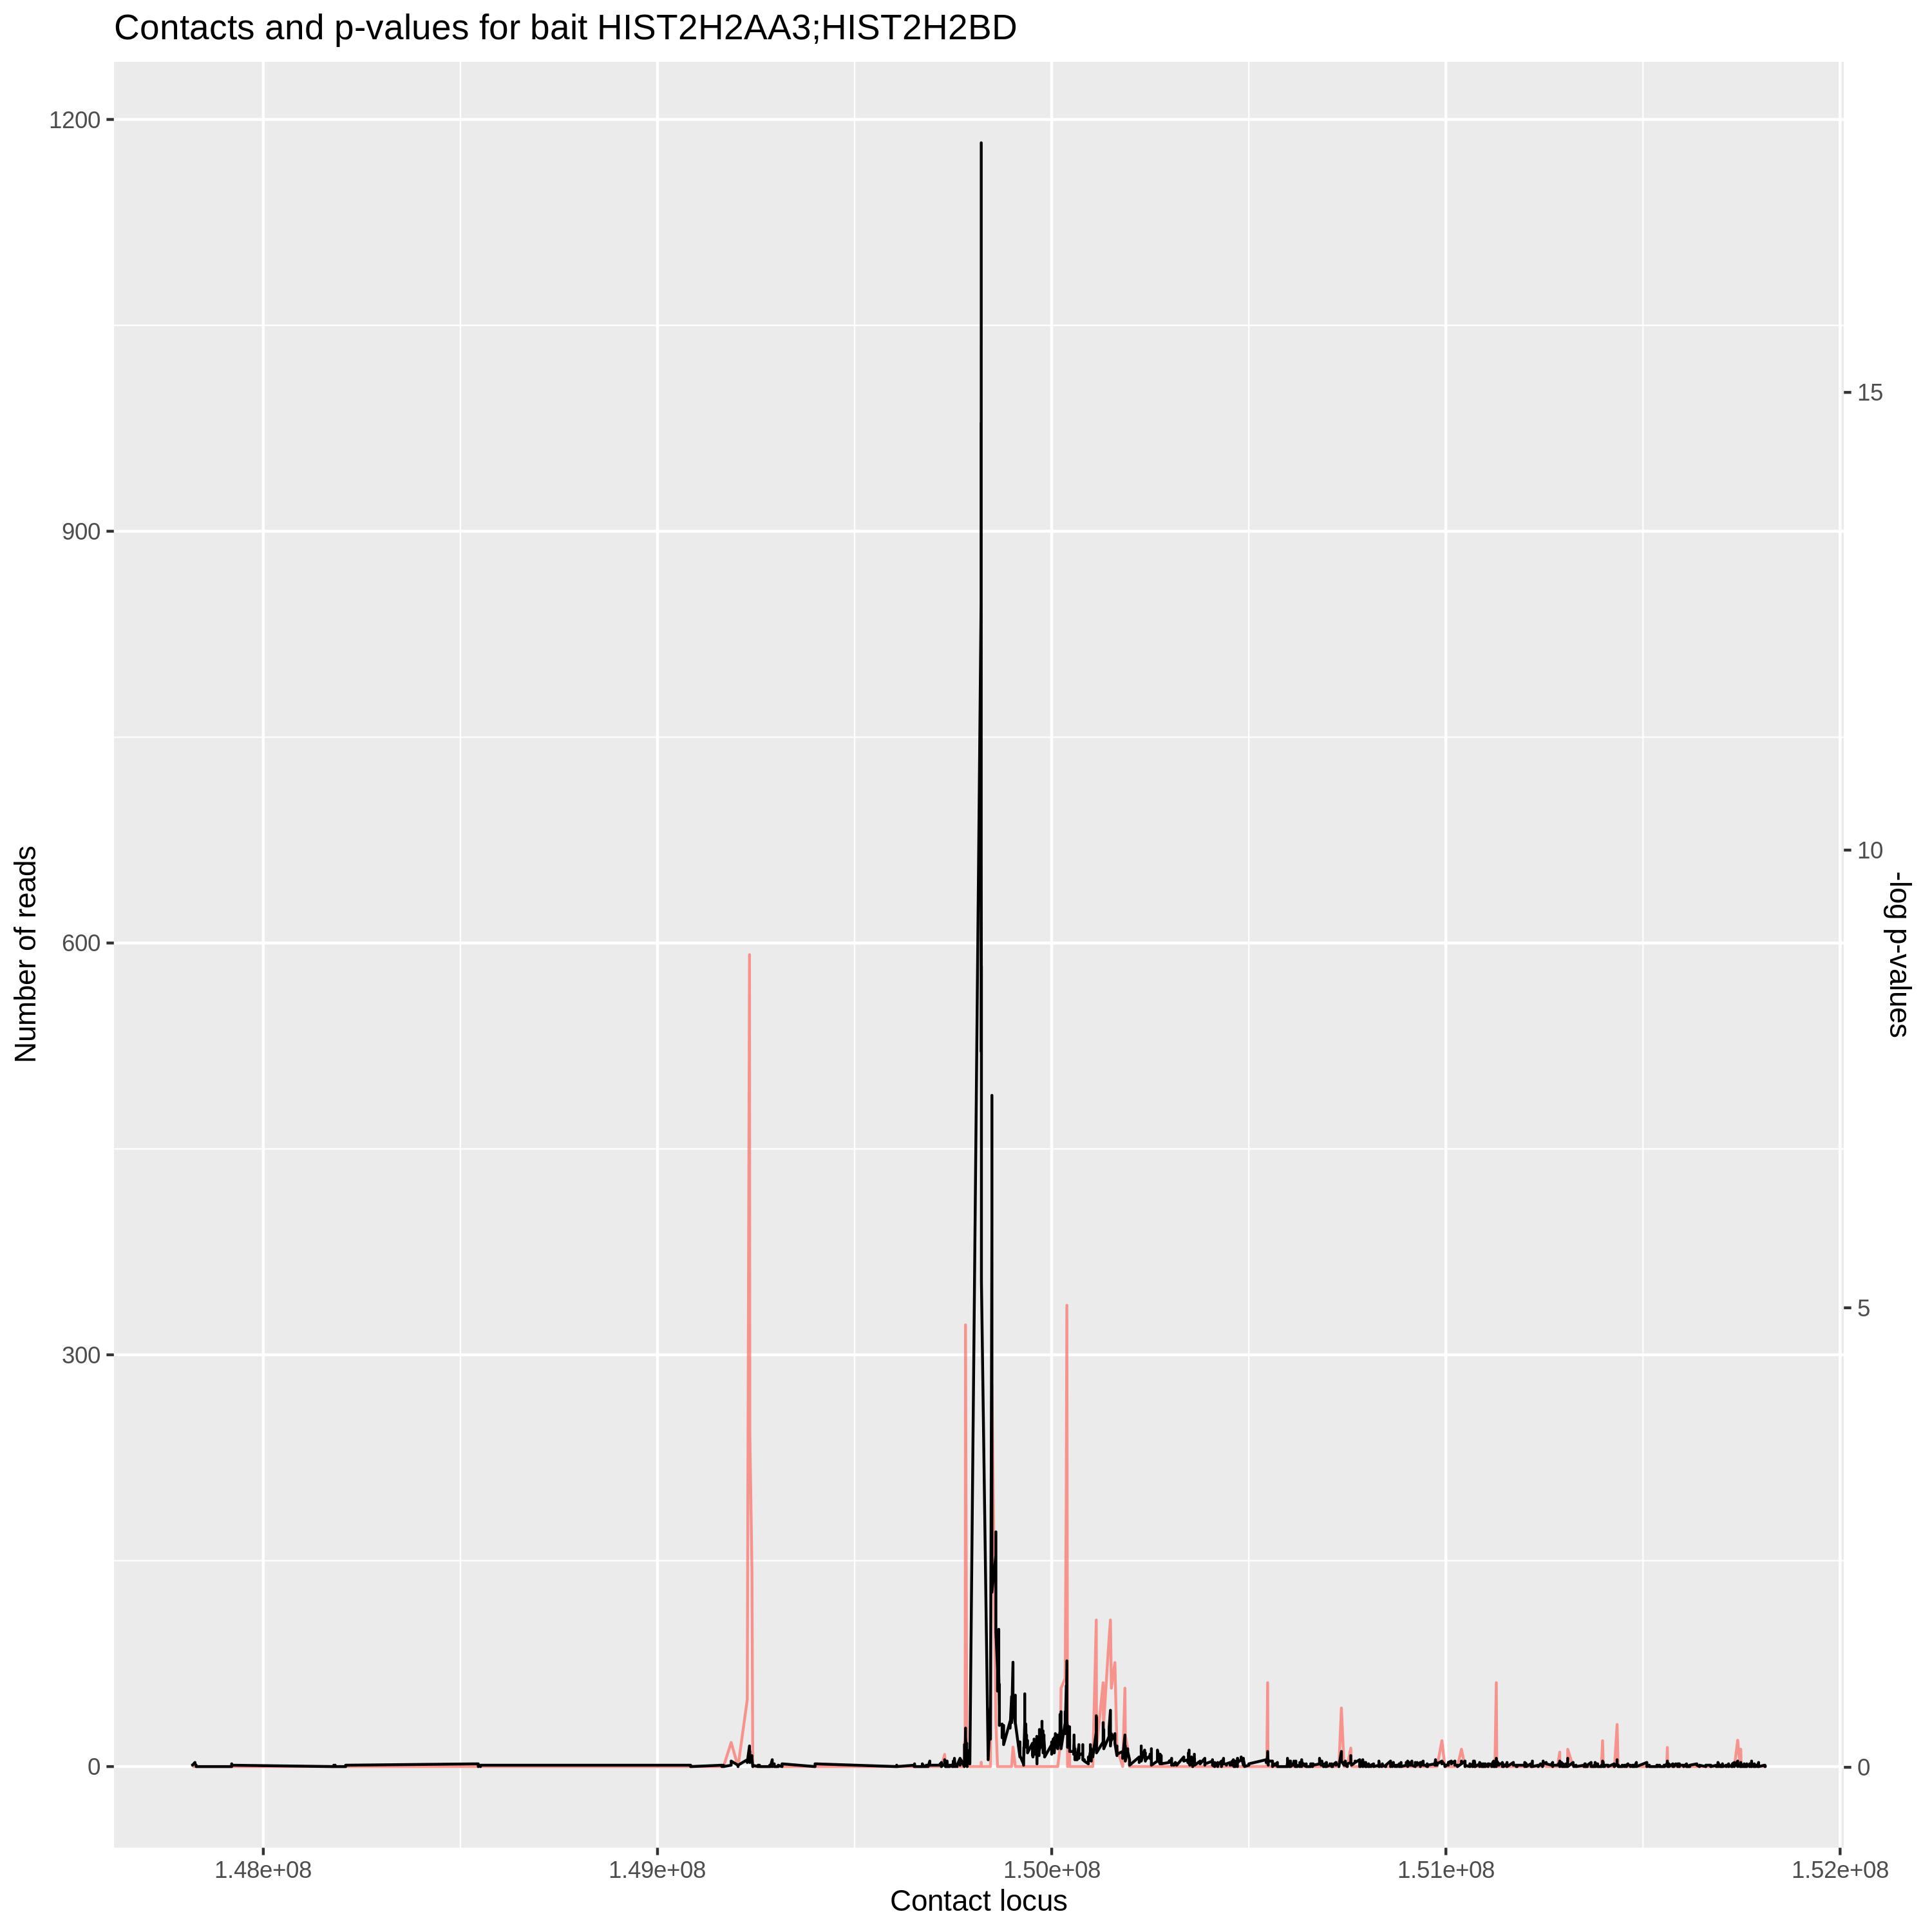 Contacts and p-values for bait HIST2H2AA3;HIST2H2BD
1200
900
600
300
0
Number of reads
15
10
5
0
-log p-values
1.48e+08
1.49e+08
1.50e+08
1.51e+08
1.52e+08
Contact locus